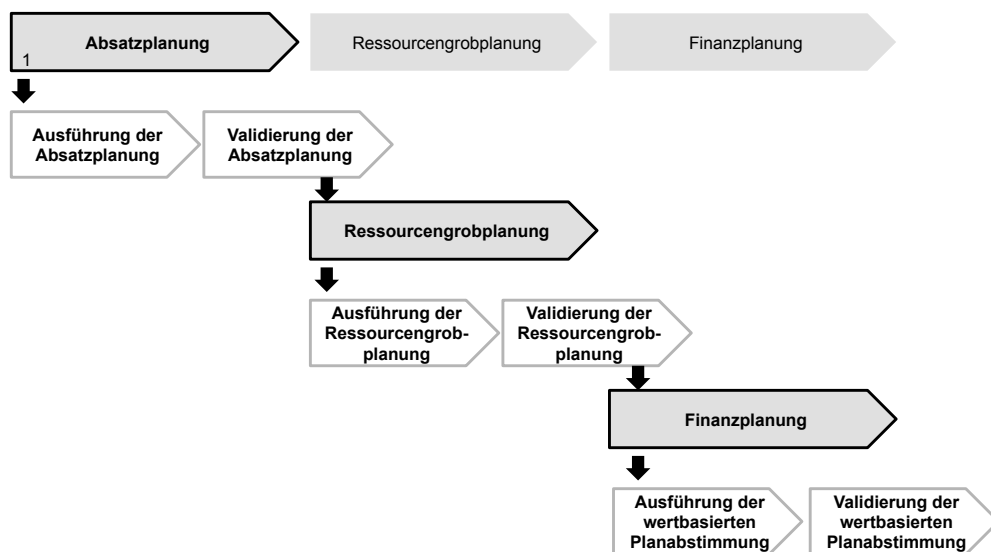 Absatzplanung
1
Ressourcengrobplanung
Finanzplanung
Ausführung der
Absatzplanung
Validierung der
Absatzplanung
Ressourcengrobplanung
Ausführung der
Ressourcengrob-
planung
Validierung der
Ressourcengrob-
planung
Finanzplanung
Ausführung der
wertbasierten
Planabstimmung
Validierung der
wertbasierten
Planabstimmung